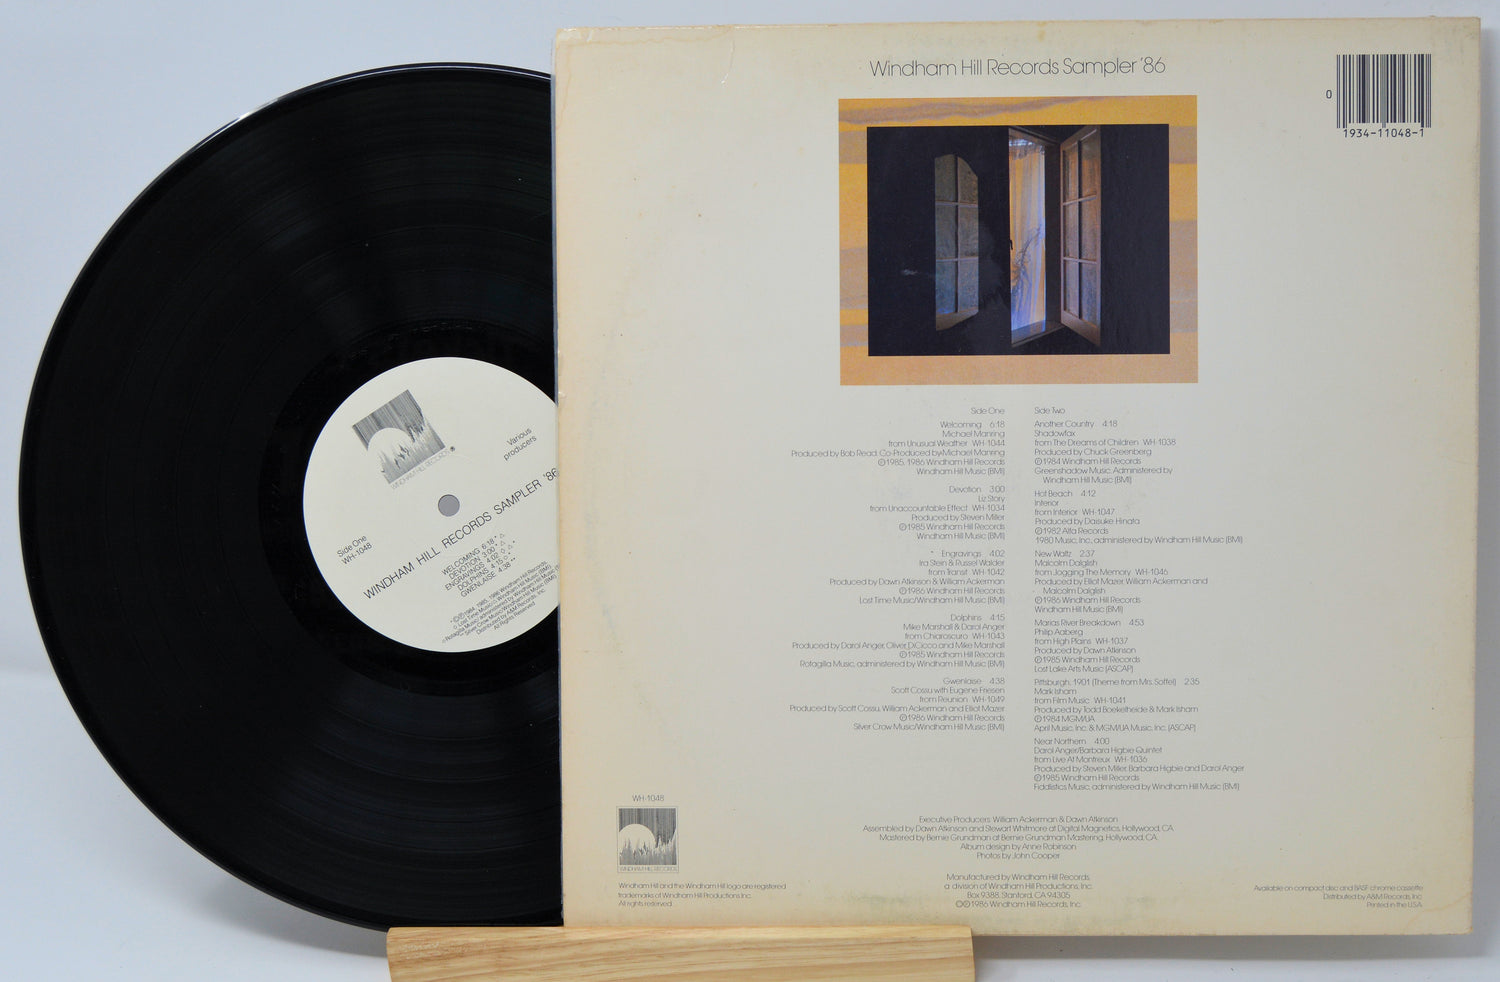 Windham Hill Records Sampler '86
0
1934-11048-1
Side One
Welcoming 6:18
Michael Manring
from Unusual Weather WH-1044
Produced by Bob Read: Co-Produced by Michael Manring
©℗1985, 1986 Windham Hill Records
Windham Hill Music (BMI)
Devotion 3:00
Liz Story
from Unaccountable Effect WH-1034
Produced by Steven Miller
©℗1985 Windham Hill Records
Windham Hill Music (BMI)
Engravings 4:02
Ira Stein & Russel Walder
from Transit WH-1042
Produced by Dawn Atkinson & William Ackerman
©℗1986 Windham Hill Records
Lost Time Music/Windham Hill Music (BMI)
Dolphins 4:15
Mike Marshall & Darol Anger
from Chiaroscuro WH-1043
Produced by Darol Anger, Oliver DiCicco and Mike Marshall
©℗1985 Windham Hill Records
Rotagilla Music, administered by Windham Hill Music (BMI)
Gwenlaise 4:38
Scott Cossu with Eugene Friesen
from Reunion WH-1049
Produced by Scott Cossu, William Ackerman and Elliot Mazer
©℗1986 Windham Hill Records
Silver Crow Music/Windham Hill Music (BMI)
Side Two
Another Country 4:18
Shadowfax
from The Dreams of Children WH-1038
Produced by Chuck Greenberg
℗1984 Windham Hill Records
Greenshadow Music. Administered by
Windham Hill Music (BMI)
Hot Beach 4:12
Interior
from Interior WH-1047
Produced by Daisuke Hinata
℗1982 Alfa Records
1980 Music, Inc., administered by Windham Hill Music (BMI)
New Waltz 2:37
Malcolm Dalglish
from Jogging The Memory WH-1046
Produced by Elliot Mazer, William Ackerman and
Malcolm Dalglish
℗1986 Windham Hill Records
Windham Hill Music (BMI)
Marias River Breakdown 4:53
Philip Aaberg
from High Plains WH-1037
Produced by Dawn Atkinson
℗1985 Windham Hill Records
Lost Lake Arts Music (ASCAP)
Pittsburgh, 1901 (Theme from Mrs. Soffel) 2:35
Mark Isham
from Film Music WH-1041
Produced by Todd Boekelheide & Mark Isham
℗1984 MGM/UA
April Music, Inc. & MGM/UA Music, Inc. (ASCAP)
Near Northern 4:00
Darol Anger/Barbara Higbie Quintet
from Live At Montreux WH-1036
Produced by Steven Miller, Barbara Higbie and Darol Anger
℗1985 Windham Hill Records
Fiddlistics Music, administered by Windham Hill Music (BMI)
Executive Producers: William Ackerman & Dawn Atkinson
Assembled by Dawn Atkinson and Stewart Whitmore at Digital Magnetics, Hollywood, CA
Mastered by Bernie Grundman at Bernie Grundman Mastering, Hollywood, CA.
Album design by Anne Robinson
Photos by John Cooper
Manufactured by Windham Hill Records,
a division of Windham Hill Productions, Inc.
Box 9388, Stanford, CA 94305
©℗1986 Windham Hill Records, Inc.
WH-1048
WINDHAM HILL RECORDS
Windham Hill and the Windham Hill logo are registered
trademarks of Windham Hill Productions Inc.
All rights reserved
Available on compact disc and BASF chrome cassette
Distributed by A&M Records, Inc
Printed in the U.S.A.
WINDHAM HILL RECORDS
®
Various
producers
WINDHAM HILL RECORDS SAMPLER '86
Side One
WH-1048
WELCOMING 6:18
DEVOTION 3:00
ENGRAVINGS 4:02
DOLPHINS 4:15
GWENLAISE 4:38
1984, 1985, 1986 Windham Hill Records
Distributed by A&M Records, Inc.
All Rights Reserved